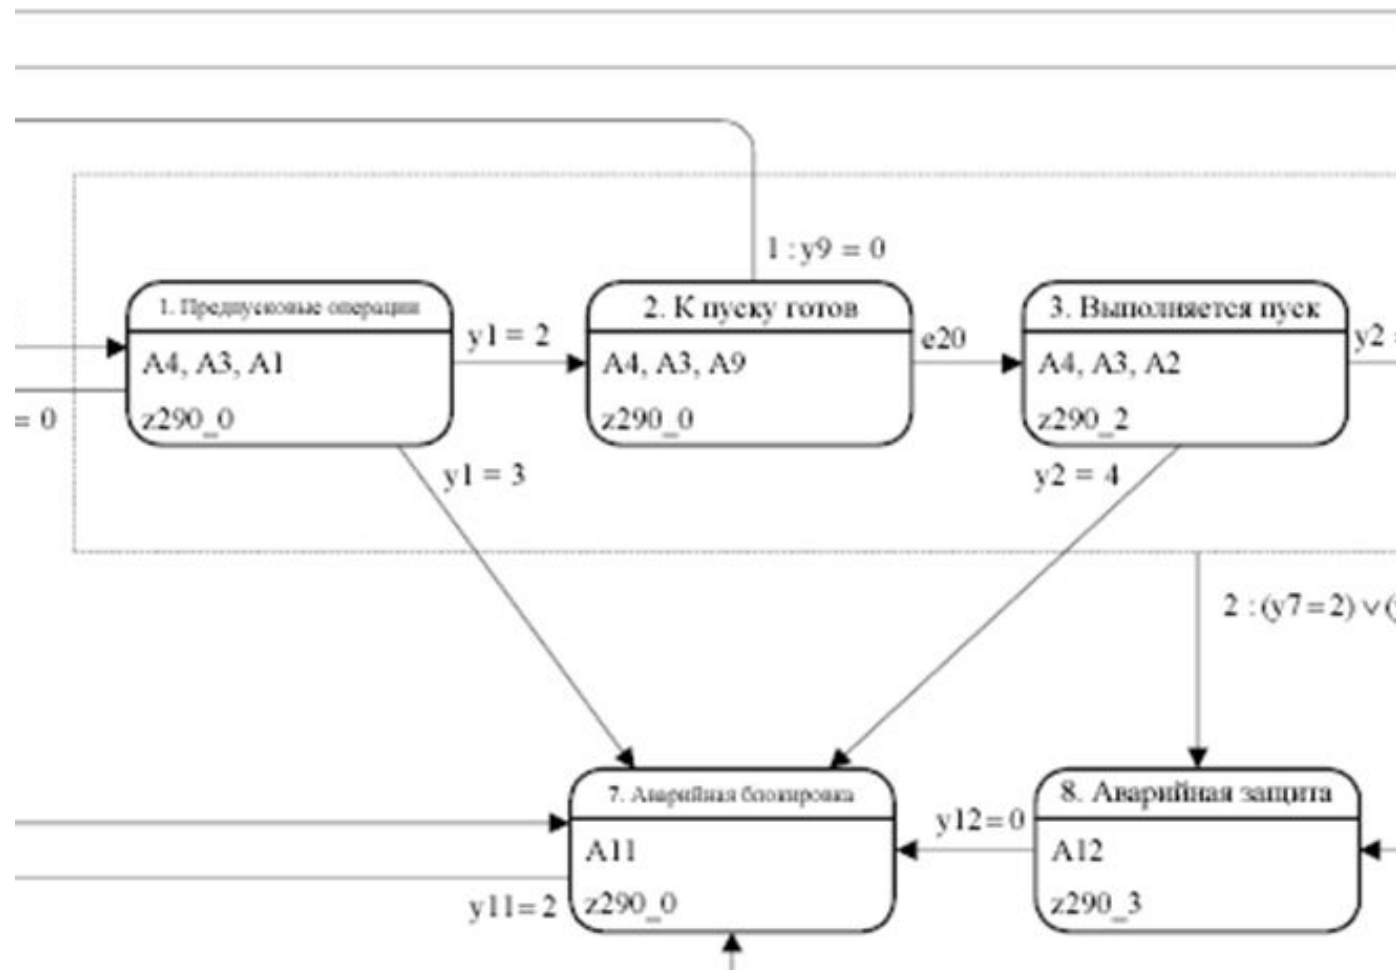 1 : y9 = 0
1. Предпусковые операции
A4, A3, A1
z290_0
= 0
y1 = 2
2. К пуску готов
A4, A3, A9
z290_0
e20
3. Выполняется пуск
A4, A3, A2
z290_2
y2 =
y1 = 3
y2 = 4
2 : (y7=2) ∨ (
7. Аварийная блокировка
A11
z290_0
y11= 2
y12= 0
8. Аварийная защита
A12
z290_3